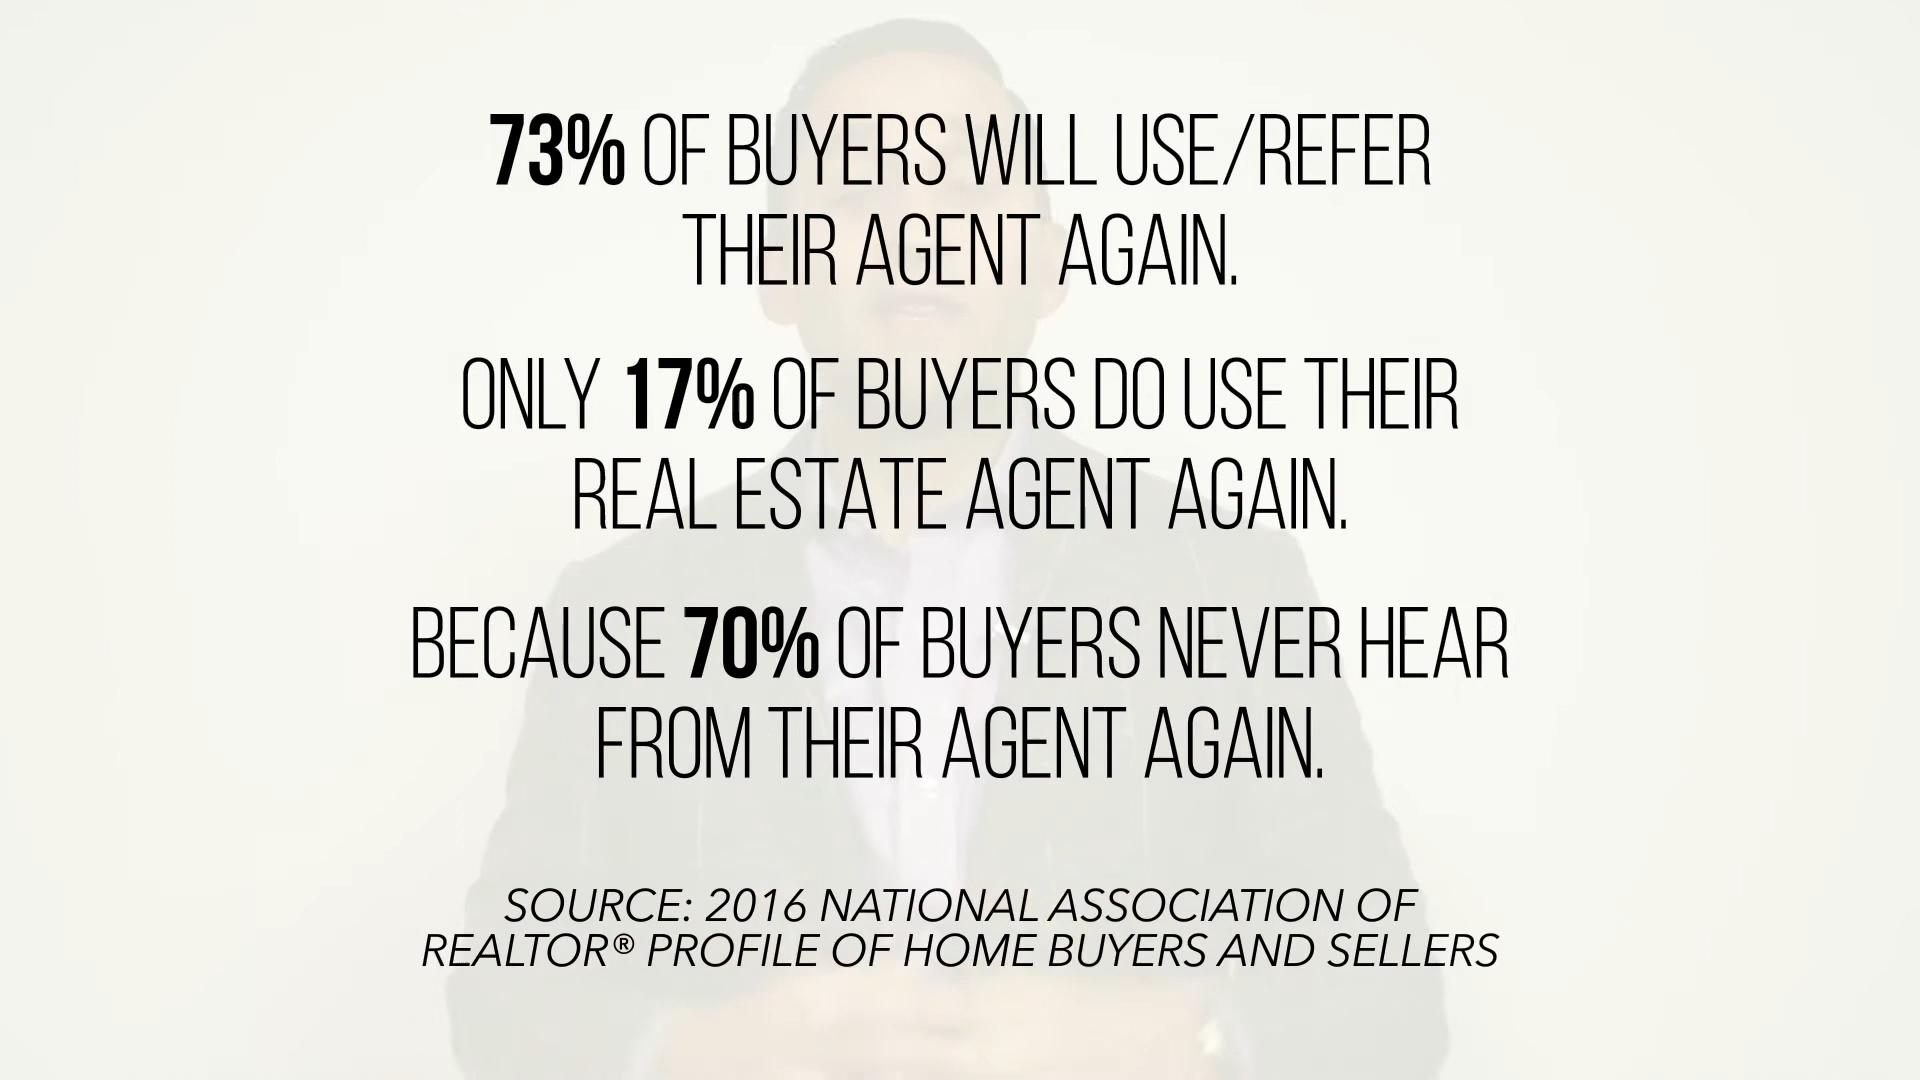 73% OF BUYERS WILL USE/REFER
THEIR AGENT AGAIN.
ONLY 17% OF BUYERS DO USE THEIR
REAL ESTATE AGENT AGAIN.
BECAUSE 70% OF BUYERS NEVER HEAR
FROM THEIR AGENT AGAIN.
SOURCE: 2016 NATIONAL ASSOCIATION OF
REALTOR® PROFILE OF HOME BUYERS AND SELLERS